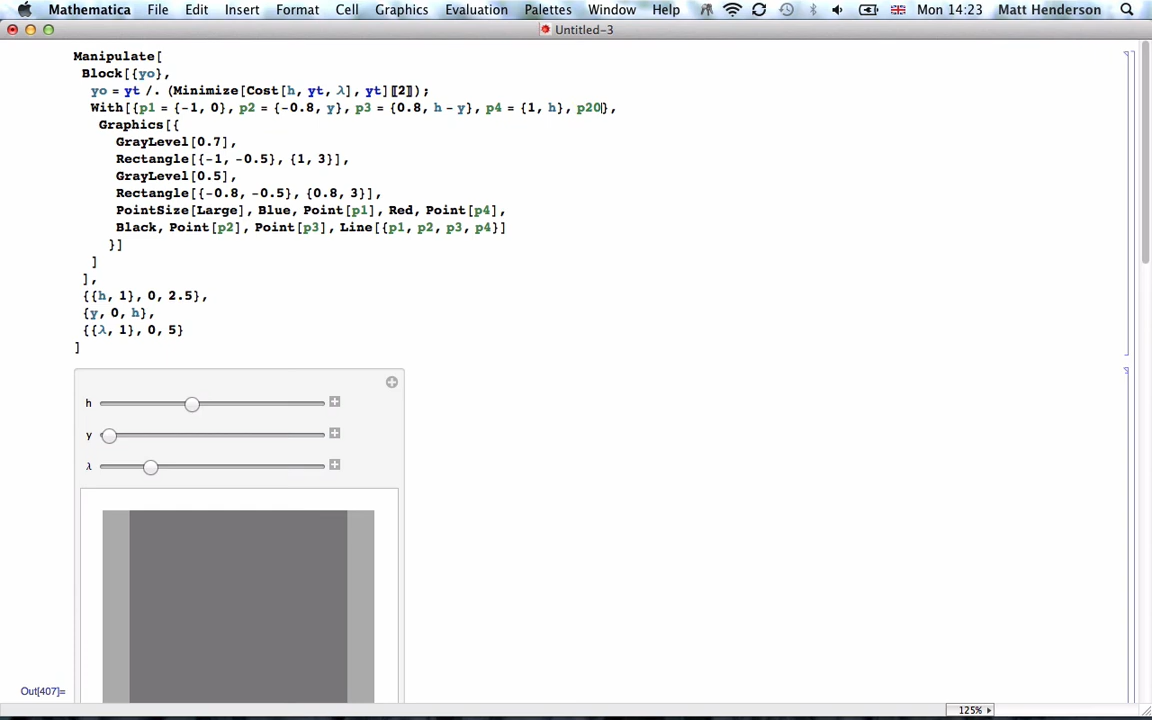 Mathematica File Edit Insert Format Cell Graphics Evaluation Palettes Window Help Mon 14:23 Matt Henderson
Untitled-3
Manipulate[
Block[{yo},
yo = yt /. (Minimize[Cost[h, yt, λ], yt]⟦2⟧);
With[{p1 = {-1, 0}, p2 = {-0.8, y}, p3 = {0.8, h - y}, p4 = {1, h}, p20},
Graphics[{
GrayLevel[0.7],
Rectangle[{-1, -0.5}, {1, 3}],
GrayLevel[0.5],
Rectangle[{-0.8, -0.5}, {0.8, 3}],
PointSize[Large], Blue, Point[p1], Red, Point[p4],
Black, Point[p2], Point[p3], Line[{p1, p2, p3, p4}]
}]
]
],
{{h, 1}, 0, 2.5},
{y, 0, h},
{{λ, 1}, 0, 5}
]
h
y
λ
Out[407]=
125%